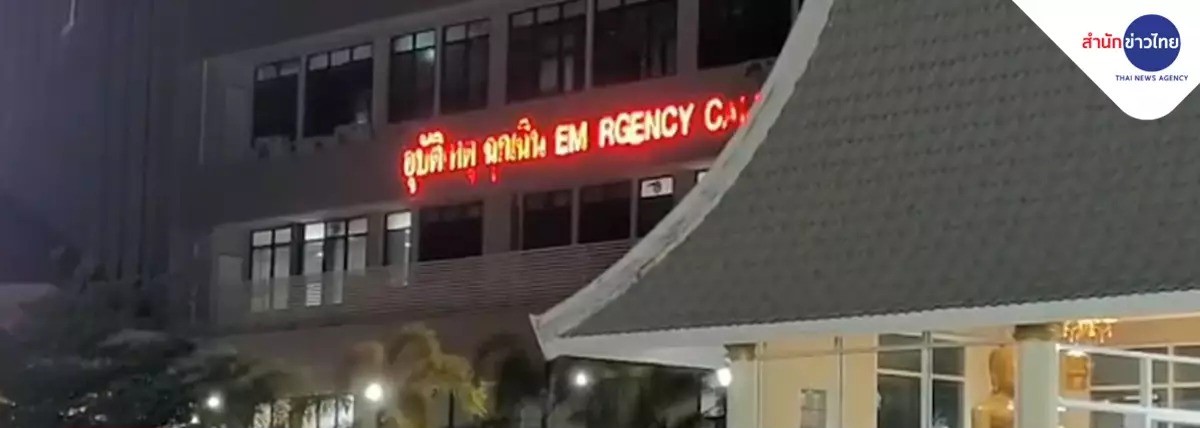 สำนักข่าวไทย
THAI NEWS AGENCY
อุบัติเหตุ ฉุกเฉิน EM RGENCY CA